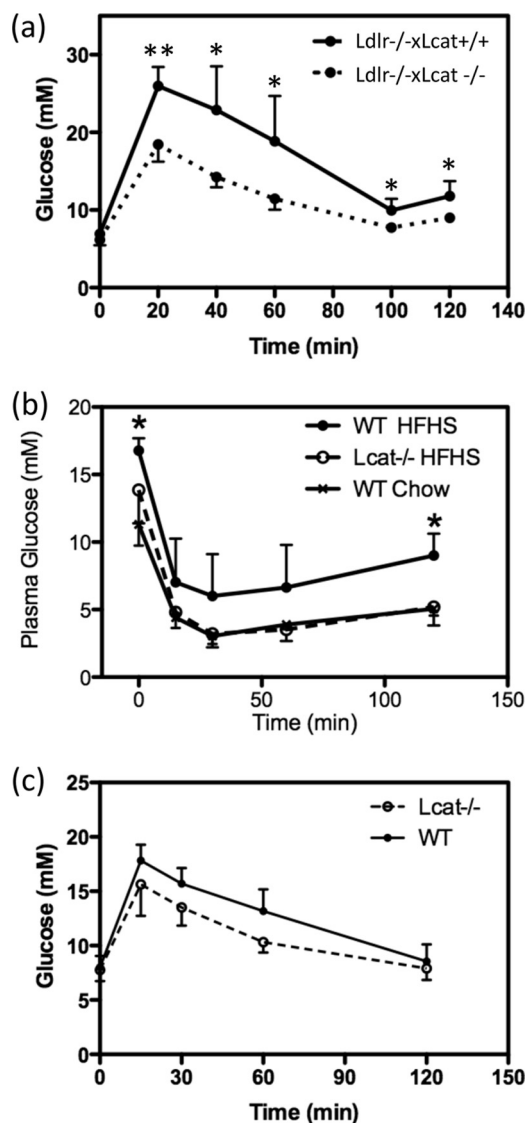 (a)
Ldlr-/-xLcat+/+
Ldlr-/-xLcat -/-
** * * * *
Glucose (mM)
30
20
10
0
0 20 40 60 80 100 120 140
Time (min)
(b)
WT HFHS
Lcat-/- HFHS
WT Chow
* *
Plasma Glucose (mM)
20
15
10
5
0
0 50 100 150
Time (min)
(c)
Lcat-/-
WT
Glucose (mM)
25
20
15
10
5
0
0 30 60 90 120 150
Time (min)